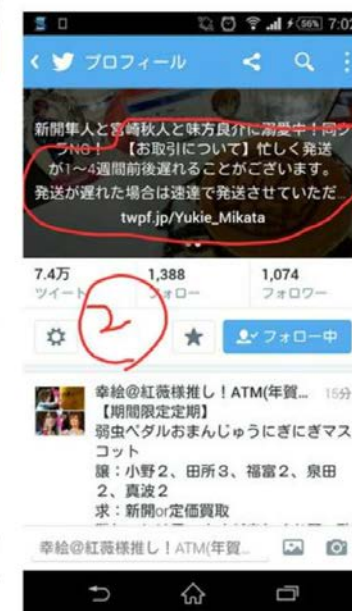 56% 7:02
プロフィール
新開隼人と宮崎秋人と味方良介に溺愛中!同グ
ラNG! 【お取引について】忙しく発送
が1~4週間前後遅れることがございます。
発送が遅れた場合は速達で発送させていただ…
twpf.jp/Yukie_Mikata
7.4万 1,388 1,074
ツイート フォロー フォロワー
2
フォロー中
幸絵@紅薇様推し!ATM(年賀... 15分
【期間限定定期】
弱虫ペダルおまんじゅうにぎにぎマス
コット
譲:小野2、田所3、福富2、泉田
2、真波2
求:新開or定価買取
幸絵@紅薇様推し!ATM(年賀...